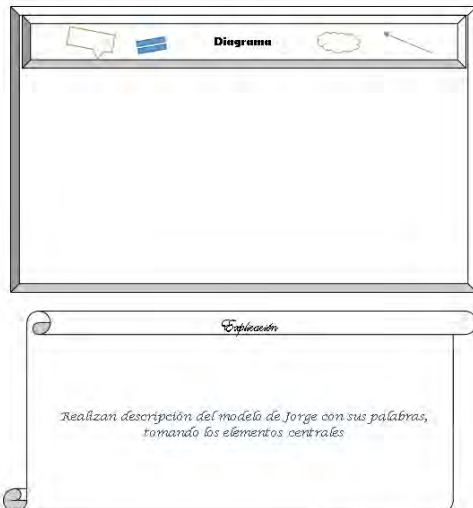 Diagrama
Explicación
Realizan descripción del modelo de Jorge con sus palabras,
tomando los elementos centrales